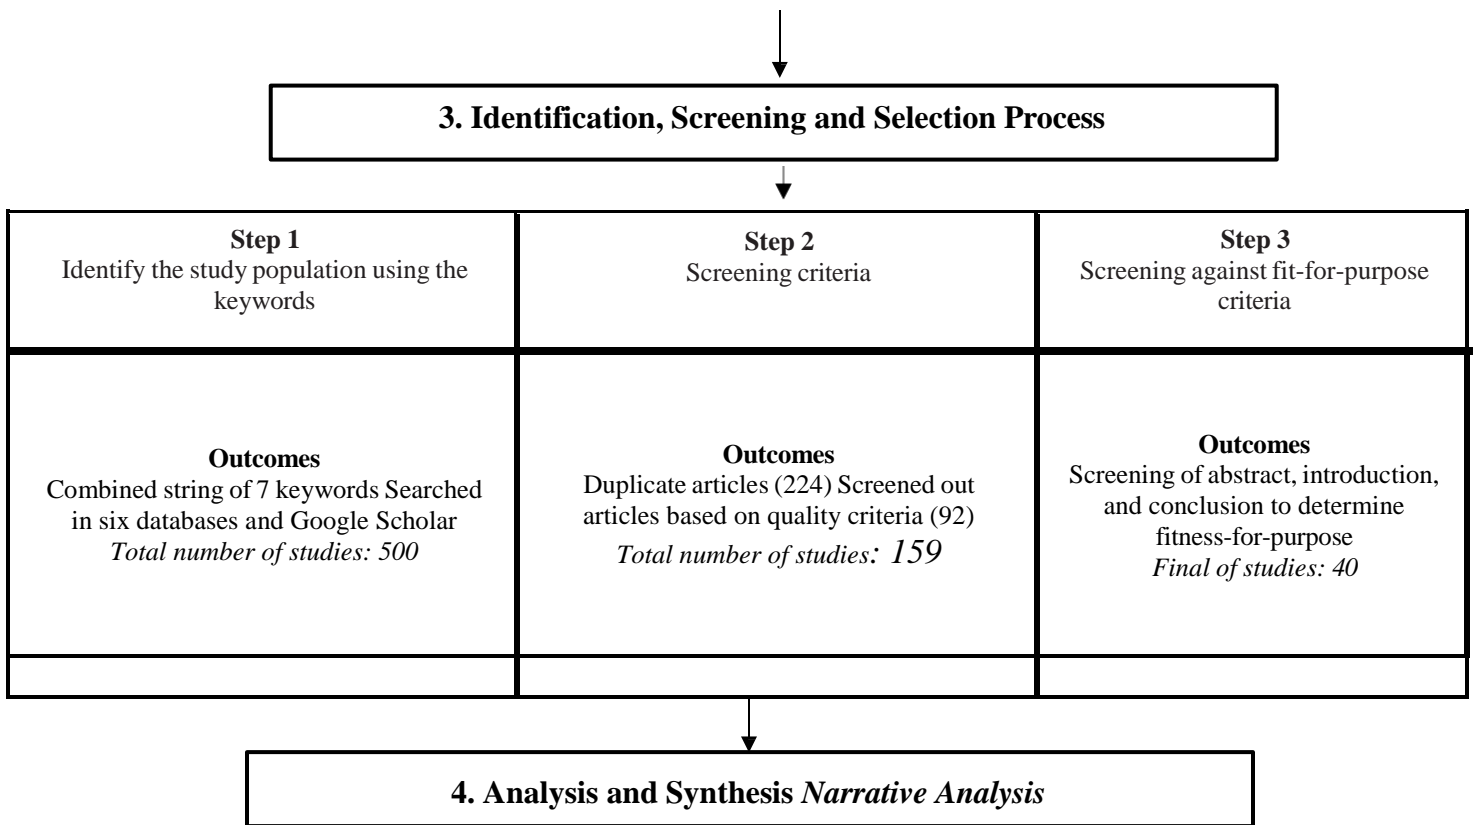 3. Identification, Screening and Selection Process
Step 1
Identify the study population using the
keywords
Step 2
Screening criteria
Step 3
Screening against fit-for-purpose
criteria
Outcomes
Combined string of 7 keywords Searched
in six databases and Google Scholar
Total number of studies: 500
Outcomes
Duplicate articles (224) Screened out
articles based on quality criteria (92)
Total number of studies: 159
Outcomes
Screening of abstract, introduction,
and conclusion to determine
fitness-for-purpose
Final of studies: 40
4. Analysis and Synthesis Narrative Analysis